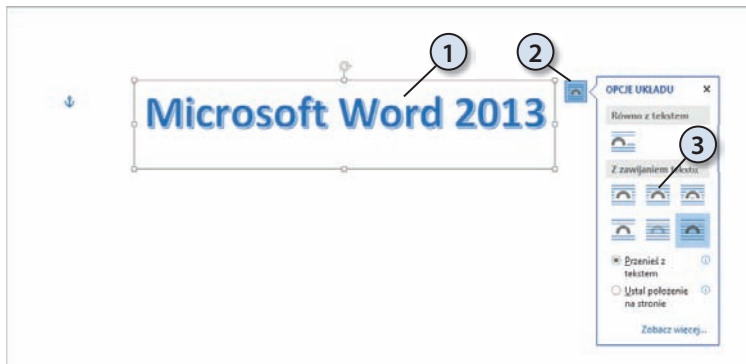 1
2
Microsoft Word 2013
OPCJE UKŁADU
Równo z tekstem
3
Z zawijaniem tekstu
Przenieś z
tekstem
Ustal położenie
na stronie
Zobacz więcej...